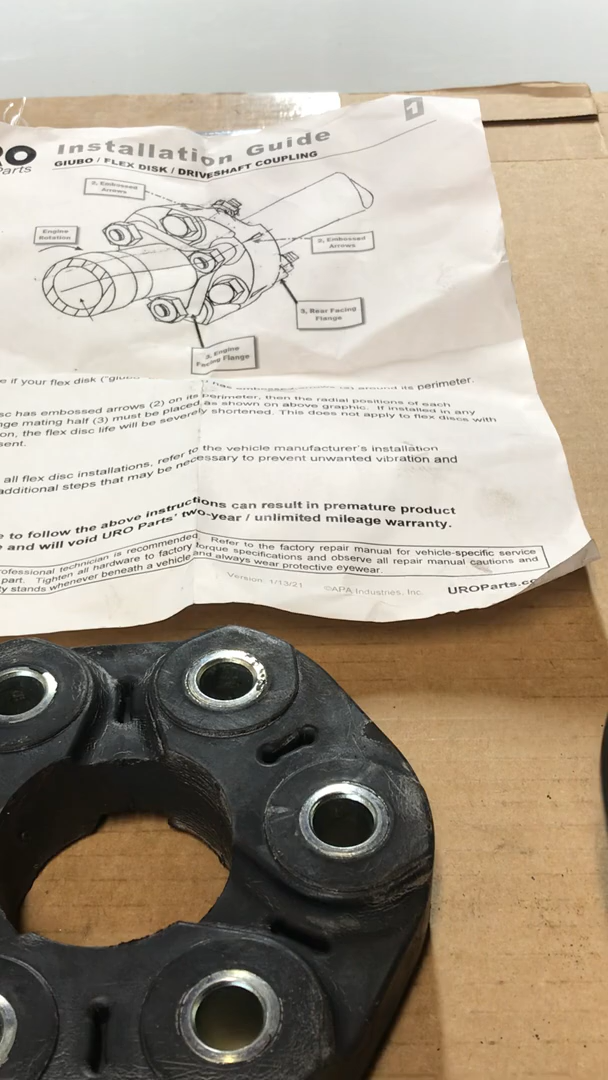 RO Installation Guide 1
Parts GIUBO / FLEX DISK / DRIVESHAFT COUPLING
2, Embossed
Arrows
Engine
Rotation
2, Embossed
Arrows
3, Rear Facing
Flange
3, Engine
Facing Flange
e if your flex disk ("giubo around its perimeter.
sc has embossed arrows (2) on its perimeter, then the radial positions of each
nge mating half (3) must be placed as shown on above graphic. If installed in any
on, the flex disc life will be severely shortened. This does not apply to flex discs with
sent.
all flex disc installations, refer to the vehicle manufacturer's installation
additional steps that may be necessary to prevent unwanted vibration and
e to follow the above instructions can result in premature product
e and will void URO Parts' two-year / unlimited mileage warranty.
rofessional technician is recommended. Refer to the factory repair manual for vehicle-specific service
part. Tighten all hardware to factory torque specifications and observe all repair manual cautions and
ty stands whenever beneath a vehicle and always wear protective eyewear.
Version: 1/13/21 ©APA Industries, Inc. UROParts.co